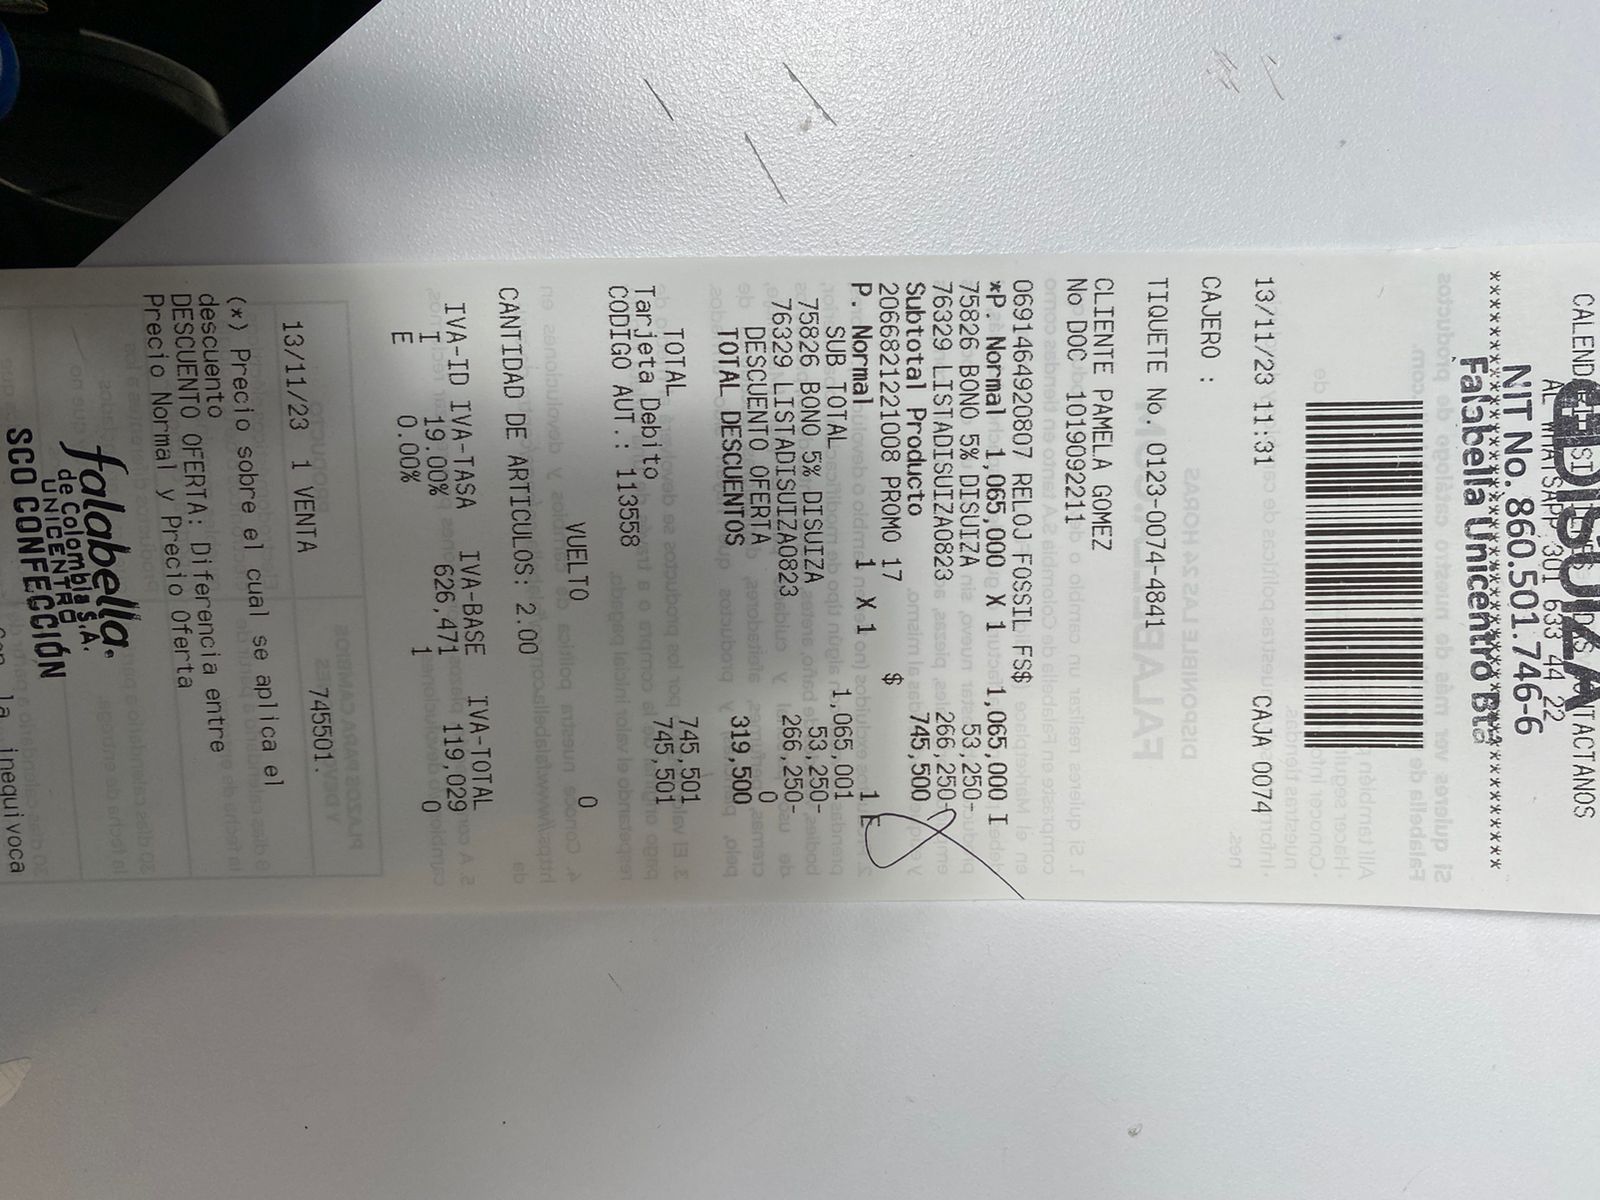 CALEND
AL WHATSAPP 301 633 44 22
EDISUIZA
NIT No. 860.501.746-6
Falabella Unicentro Bta
******************************************
13/11/23 11:31 CAJA 0074
CAJERO :
TIQUETE No. 0123-0074-4841
CLIENTE PAMELA GOMEZ
No DOC 1019092211
0691464920807 RELOJ FOSSIL FS$
*P. Normal 1,065,000 X 1 1,065,000 I
75826 BONO 5% DISUIZA 53,250-
76329 LISTADISUIZA0823 266,250-
Subtotal Producto 745,500
2066821221008 PROMO 17 $
P. Normal 1 X 1 1 E
SUB TOTAL 1,065,001
75826 BONO 5% DISUIZA 53,250-
76329 LISTADISUIZA0823 266,250-
DESCUENTO OFERTA 0
TOTAL DESCUENTOS 319,500
TOTAL 745,501
Tarjeta Debito 745,501
CODIGO AUT.: 113558
VUELTO 0
CANTIDAD DE ARTICULOS: 2.00
IVA-ID IVA-TASA IVA-BASE IVA-TOTAL
I 19.00% 626,471 119,029
E 0.00% 1 0
13/11/23 1 VENTA 745501.
(*) Precio sobre el cual se aplica el
descuento
DESCUENTO OFERTA: Diferencia entre
Precio Normal y Precio Oferta
falabella.
de Colombia S.A.
UNICENTRO
SCO CONFECCIÓN
Con la inequivoca